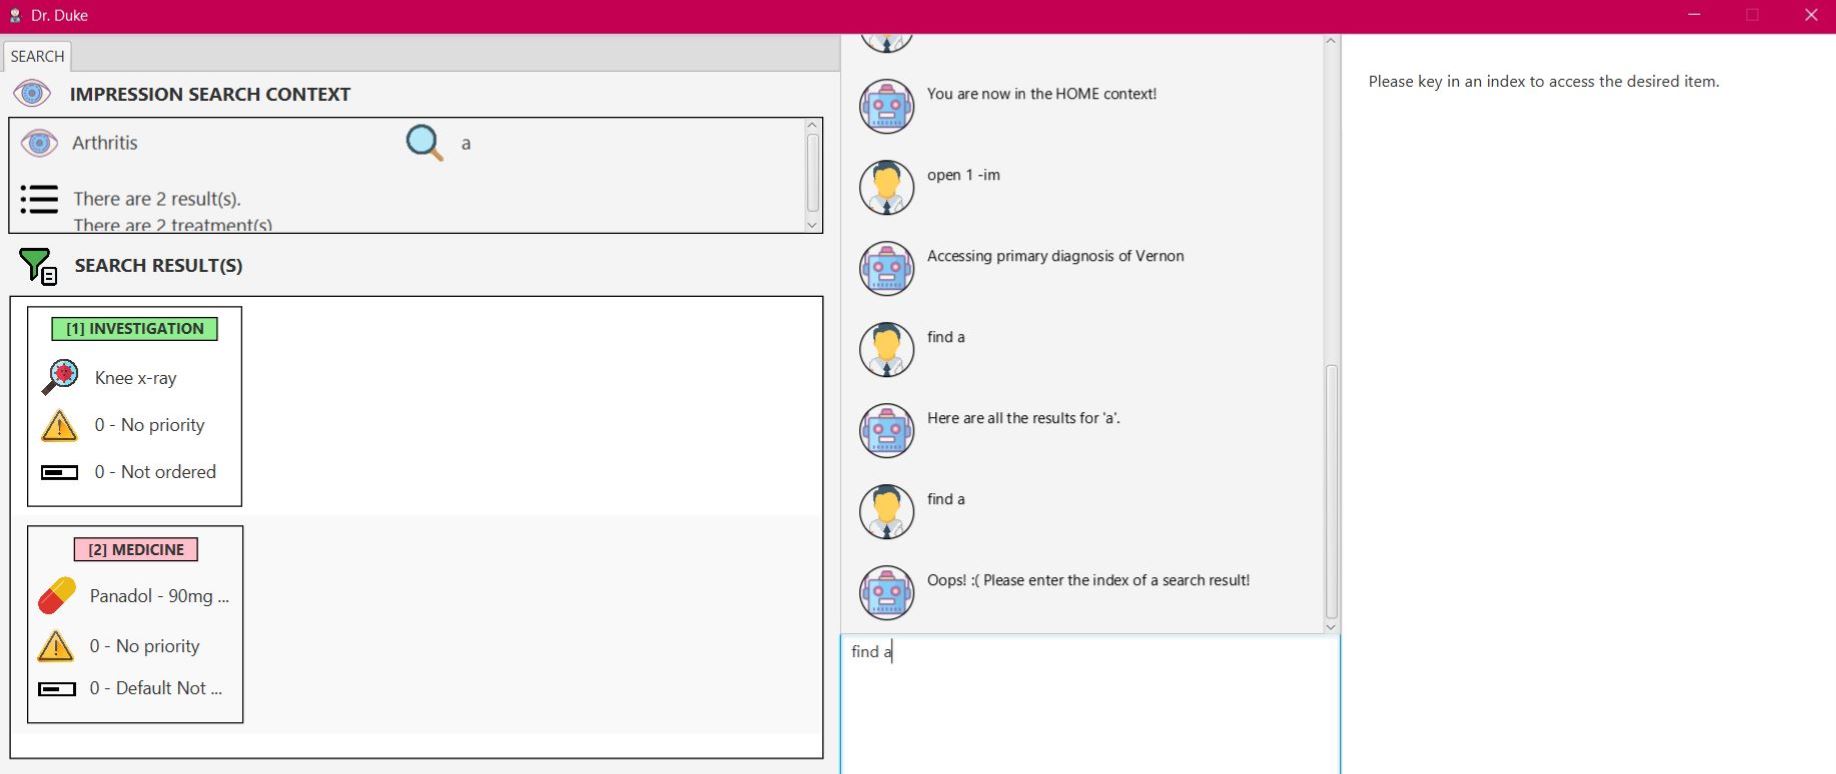 Dr. Duke
SEARCH
IMPRESSION SEARCH CONTEXT
Arthritis
a
There are 2 result(s).
There are 2 treatment(s)
SEARCH RESULT(S)
[1] INVESTIGATION
Knee x-ray
0 - No priority
0 - Not ordered
[2] MEDICINE
Panadol - 90mg ...
0 - No priority
0 - Default Not ...
You are now in the HOME context!
open 1 -im
Accessing primary diagnosis of Vernon
find a
Here are all the results for 'a'.
find a
Oops! :( Please enter the index of a search result!
find a
Please key in an index to access the desired item.